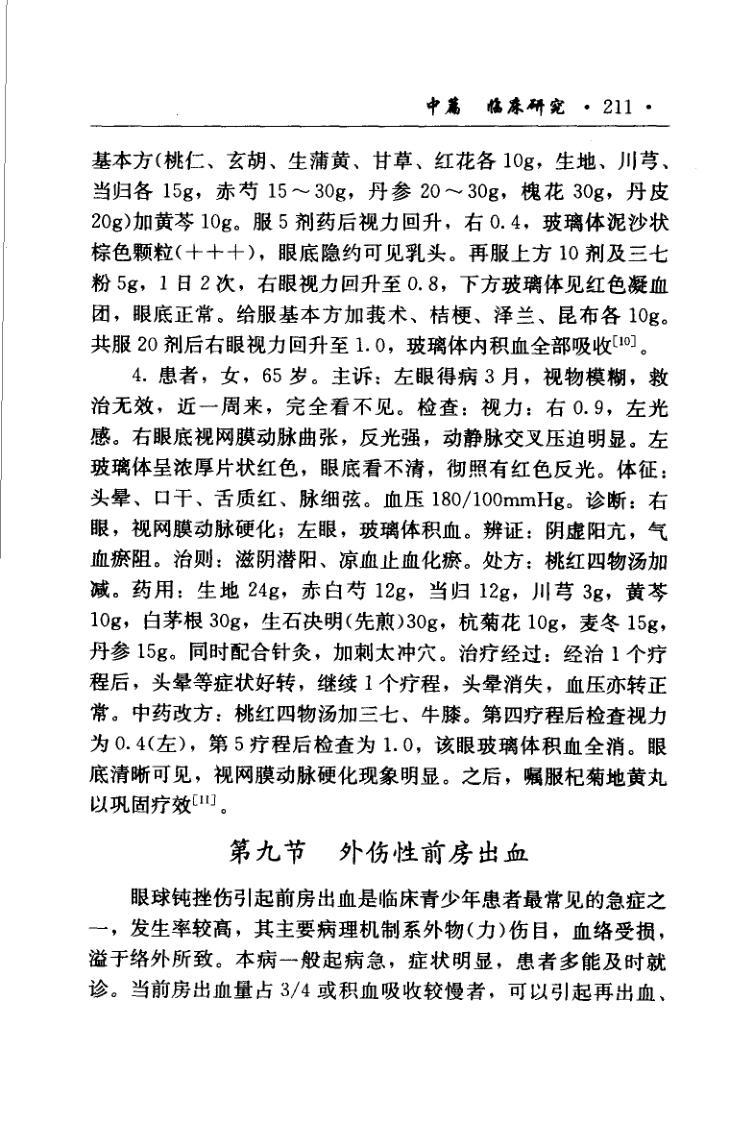 中篇　临床研究 · 211 ·
基本方(桃仁、玄胡、生蒲黄、甘草、红花各 10g，生地、川芎、
当归各 15g，赤芍 15～30g，丹参 20～30g，槐花 30g，丹皮
20g)加黄芩 10g。服 5 剂药后视力回升，右 0.4，玻璃体泥沙状
棕色颗粒(＋＋＋)，眼底隐约可见乳头。再服上方 10 剂及三七
粉 5g，1 日 2 次，右眼视力回升至 0.8，下方玻璃体见红色凝血
团，眼底正常。给服基本方加莪术、桔梗、泽兰、昆布各 10g。
共服 20 剂后右眼视力回升至 1.0，玻璃体内积血全部吸收[10]。
4. 患者，女，65 岁。主诉：左眼得病 3 月，视物模糊，救
治无效，近一周来，完全看不见。检查：视力：右 0.9，左光
感。右眼底视网膜动脉曲张，反光强，动静脉交叉压迫明显。左
玻璃体呈浓厚片状红色，眼底看不清，彻照有红色反光。体征：
头晕、口干、舌质红、脉细弦。血压 180/100mmHg。诊断：右
眼，视网膜动脉硬化；左眼，玻璃体积血。辨证：阴虚阳亢，气
血瘀阻。治则：滋阴潜阳、凉血止血化瘀。处方：桃红四物汤加
减。药用：生地 24g，赤白芍 12g，当归 12g，川芎 3g，黄芩
10g，白茅根 30g，生石决明(先煎)30g，杭菊花 10g，麦冬 15g，
丹参 15g。同时配合针灸，加刺太冲穴。治疗经过：经治 1 个疗
程后，头晕等症状好转，继续 1 个疗程，头晕消失，血压亦转正
常。中药改方：桃红四物汤加三七、牛膝。第四疗程后检查视力
为 0.4(左)，第 5 疗程后检查为 1.0，该眼玻璃体积血全消。眼
底清晰可见，视网膜动脉硬化现象明显。之后，嘱服杞菊地黄丸
以巩固疗效[11]。
第九节　外伤性前房出血
眼球钝挫伤引起前房出血是临床青少年患者最常见的急症之
一，发生率较高，其主要病理机制系外物(力)伤目，血络受损，
溢于络外所致。本病一般起病急，症状明显，患者多能及时就
诊。当前房出血量占 3/4 或积血吸收较慢者，可以引起再出血、